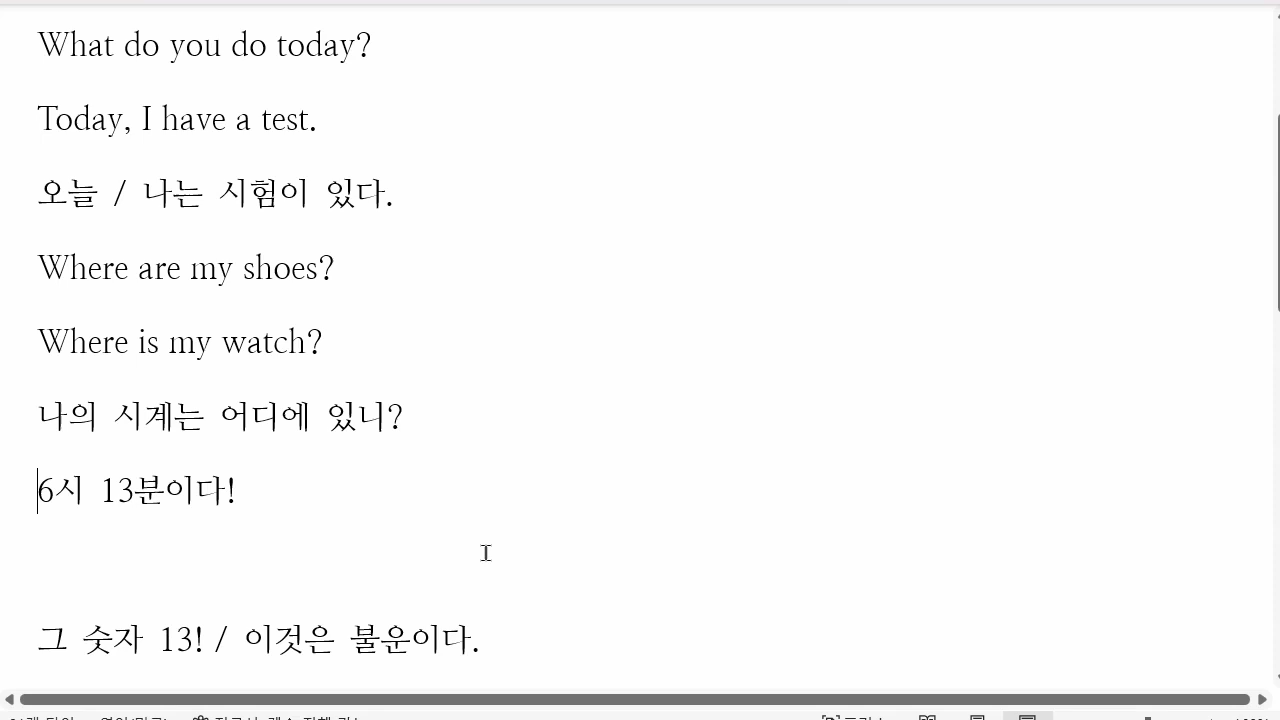 What do you do today?
Today, I have a test.
오늘 / 나는 시험이 있다.
Where are my shoes?
Where is my watch?
나의 시계는 어디에 있니?
6시 13분이다!
그 숫자 13! / 이것은 불운이다.